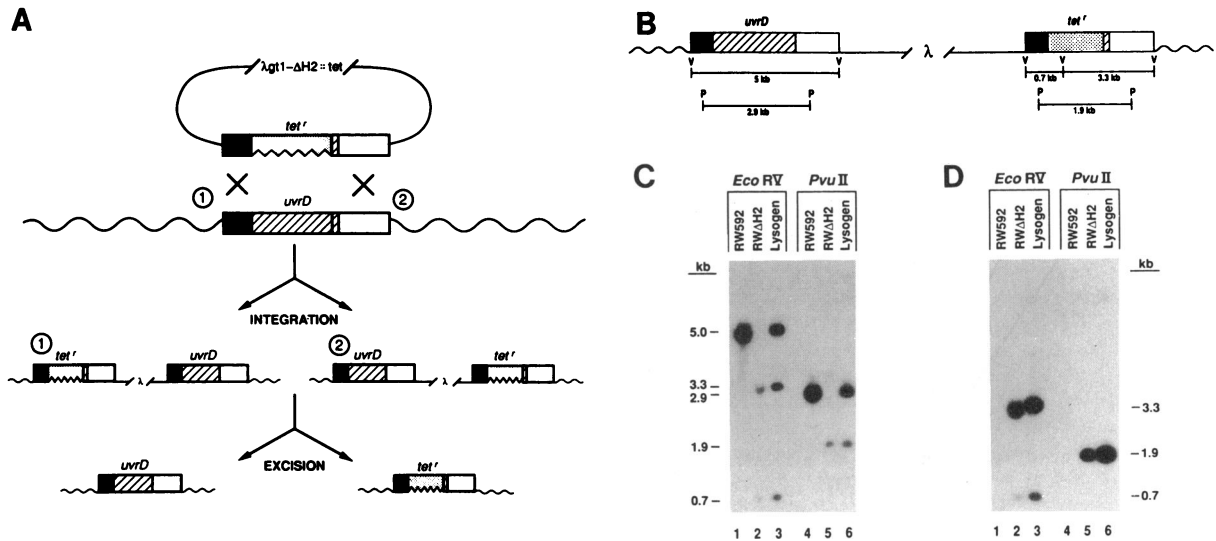 A
λgt1–ΔH2 :: tet
tet r
1
2
uvrD
INTEGRATION
1
tet r
uvrD
2
uvrD
tet r
λ
λ
EXCISION
uvrD
tet r
B
uvrD
tet r
λ
V
V
V
V
V
5 kb
0.7 kb
3.3 kb
P
P
P
P
2.9 kb
1.9 kb
C
Eco RV
Pvu II
RW592
RWΔH2
Lysogen
RW592
RWΔH2
Lysogen
kb
5.0 –
3.3 –
2.9 –
1.9 –
0.7 –
1 2 3 4 5 6
D
Eco RV
Pvu II
RW592
RWΔH2
Lysogen
RW592
RWΔH2
Lysogen
kb
– 3.3
– 1.9
– 0.7
1 2 3 4 5 6